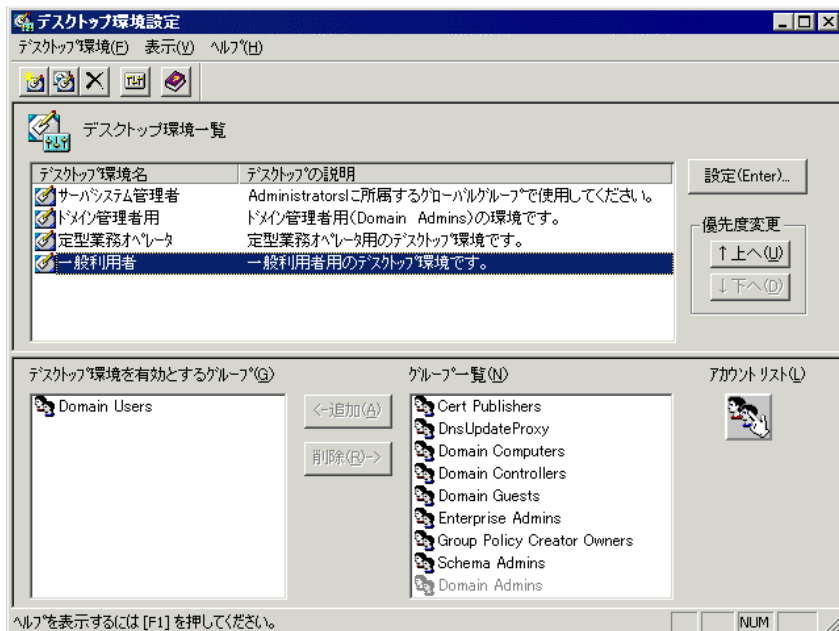 デスクトップ環境設定
ﾃﾞｽｸﾄｯﾌﾟ環境(F) 表示(V) ﾍﾙﾌﾟ(H)
デスクトップ環境一覧
ﾃﾞｽｸﾄｯﾌﾟ環境名 ﾃﾞｽｸﾄｯﾌﾟの説明
ｻｰﾊﾞｼｽﾃﾑ管理者 Administratorsに所属するｸﾞﾛｰﾊﾞﾙｸﾞﾙｰﾌﾟで使用してください。
ﾄﾞﾒｲﾝ管理者用 ﾄﾞﾒｲﾝ管理者用(Domain Admins)の環境です。
定型業務ｵﾍﾟﾚｰﾀ 定型業務ｵﾍﾟﾚｰﾀ用のﾃﾞｽｸﾄｯﾌﾟ環境です。
一般利用者 一般利用者用のﾃﾞｽｸﾄｯﾌﾟ環境です。
設定(Enter)...
優先度変更
↑上へ(U)
↓下へ(D)
ﾃﾞｽｸﾄｯﾌﾟ環境を有効とするｸﾞﾙｰﾌﾟ(G)
Domain Users
<-追加(A)
削除(R)->
ｸﾞﾙｰﾌﾟ一覧(N)
Cert Publishers
DnsUpdateProxy
Domain Computers
Domain Controllers
Domain Guests
Enterprise Admins
Group Policy Creator Owners
Schema Admins
Domain Admins
ｱｶｳﾝﾄ ﾘｽﾄ(L)
ﾍﾙﾌﾟを表示するには [F1] を押してください。
NUM